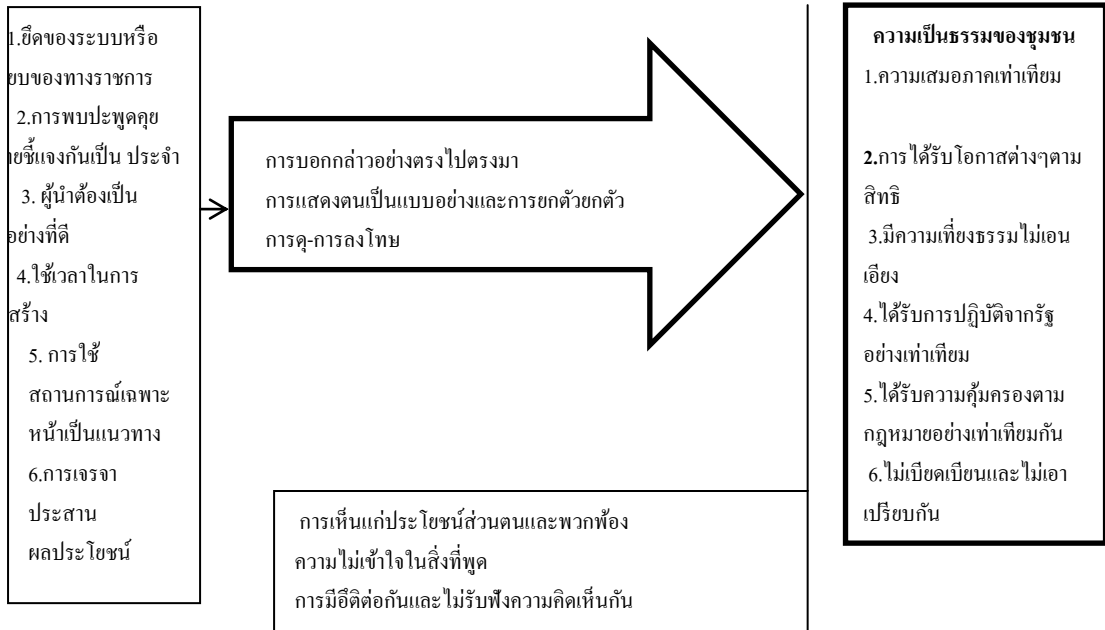 1.ยึดของระบบหรือ
ยบของทางราชการ
2.การพบปะพูดคุย
ายชี้แจงกันเป็น ประจำ
3. ผู้นำต้องเป็น
อย่างที่ดี
4.ใช้เวลาในการ
สร้าง
5. การใช้
สถานการณ์เฉพาะ
หน้าเป็นแนวทาง
6.การเจรจา
ประสาน
ผลประโยชน์
การบอกกล่าวอย่างตรงไปตรงมา
การแสดงตนเป็นแบบอย่างและการยกตัวยกตัว
การดุ-การลงโทษ
การเห็นแก่ประโยชน์ส่วนตนและพวกพ้อง
ความไม่เข้าใจในสิ่งที่พูด
การมีอึติต่อกันและไม่รับฟังความคิดเห็นกัน
ความเป็นธรรมของชุมชน
1.ความเสมอภาคเท่าเทียม
2.การได้รับโอกาสต่างๆตาม
สิทธิ
3.มีความเที่ยงธรรมไม่เอน
เอียง
4.ได้รับการปฏิบัติจากรัฐ
อย่างเท่าเทียม
5.ได้รับความคุ้มครองตาม
กฎหมายอย่างเท่าเทียมกัน
6.ไม่เบียดเบียนและไม่เอา
เปรียบกัน